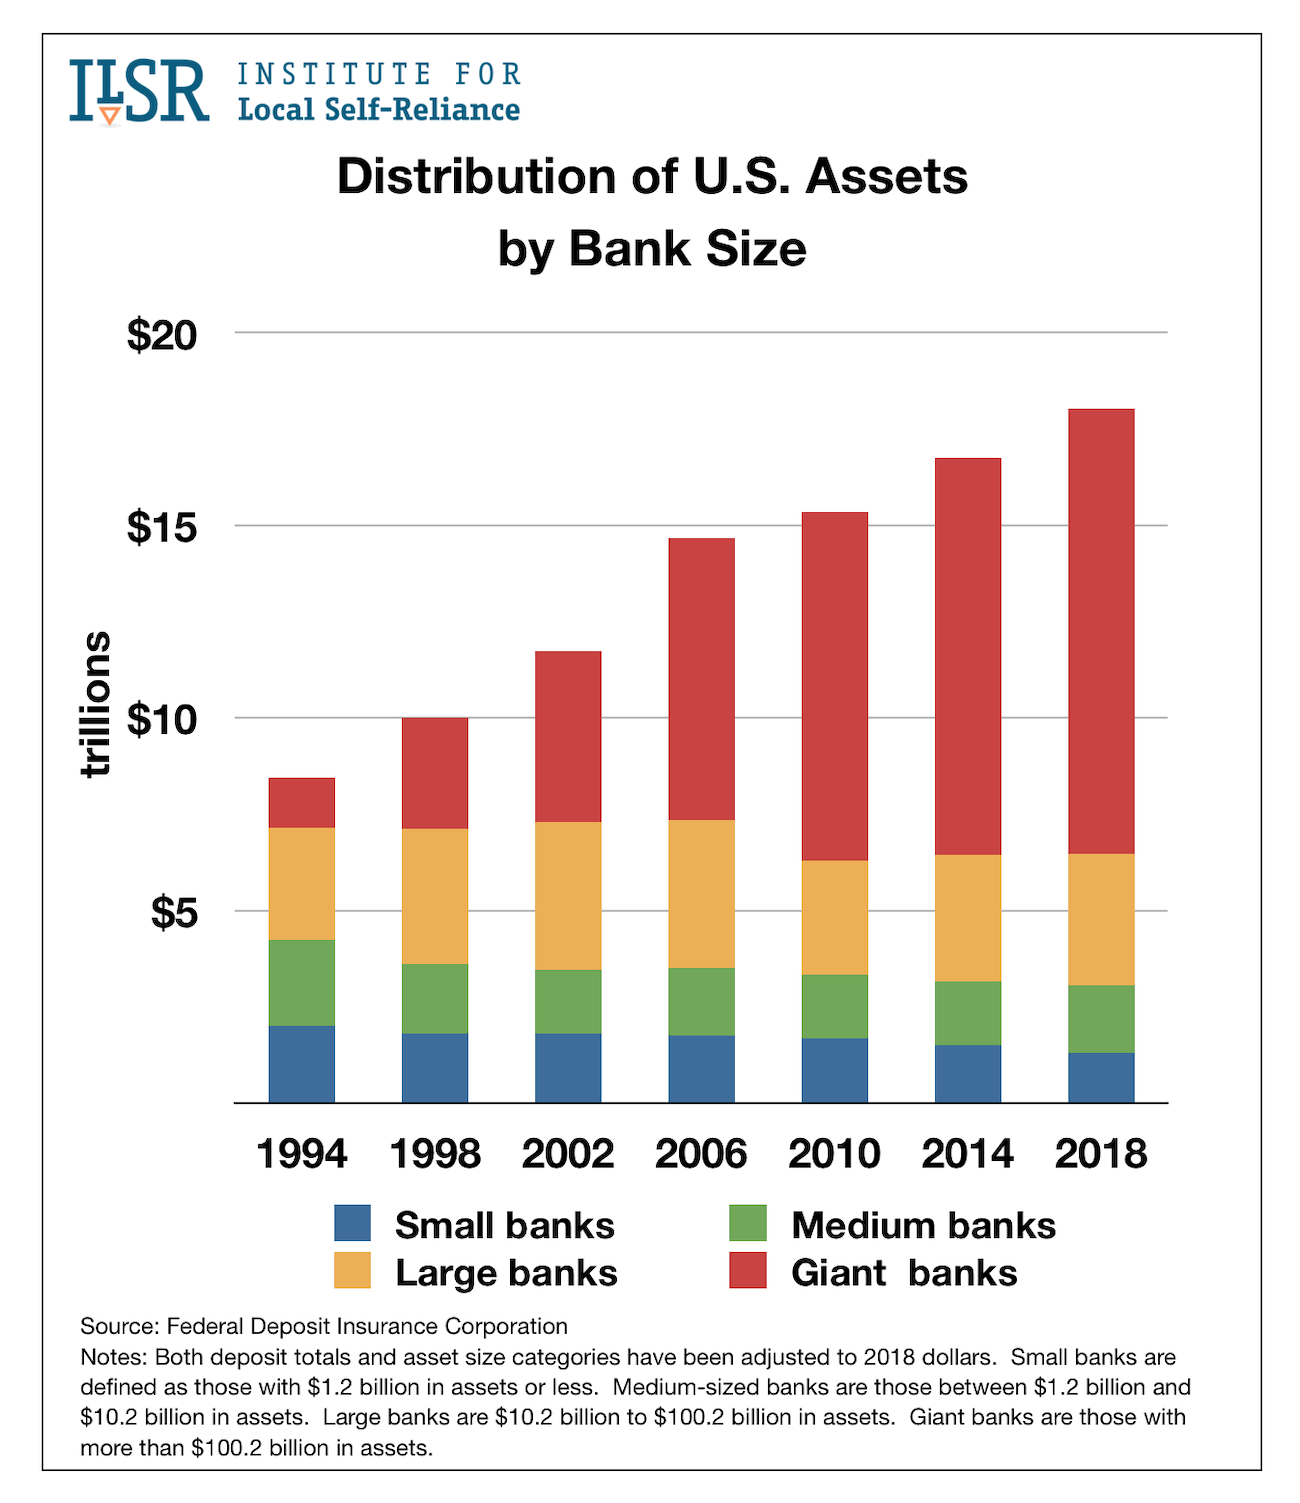 ILSR INSTITUTE FOR
Local Self-Reliance
Distribution of U.S. Assets
by Bank Size
$20
$15
$10
$5
trillions
1994 1998 2002 2006 2010 2014 2018
Small banks Medium banks
Large banks Giant banks
Source: Federal Deposit Insurance Corporation
Notes: Both deposit totals and asset size categories have been adjusted to 2018 dollars. Small banks are
defined as those with $1.2 billion in assets or less. Medium-sized banks are those between $1.2 billion and
$10.2 billion in assets. Large banks are $10.2 billion to $100.2 billion in assets. Giant banks are those with
more than $100.2 billion in assets.